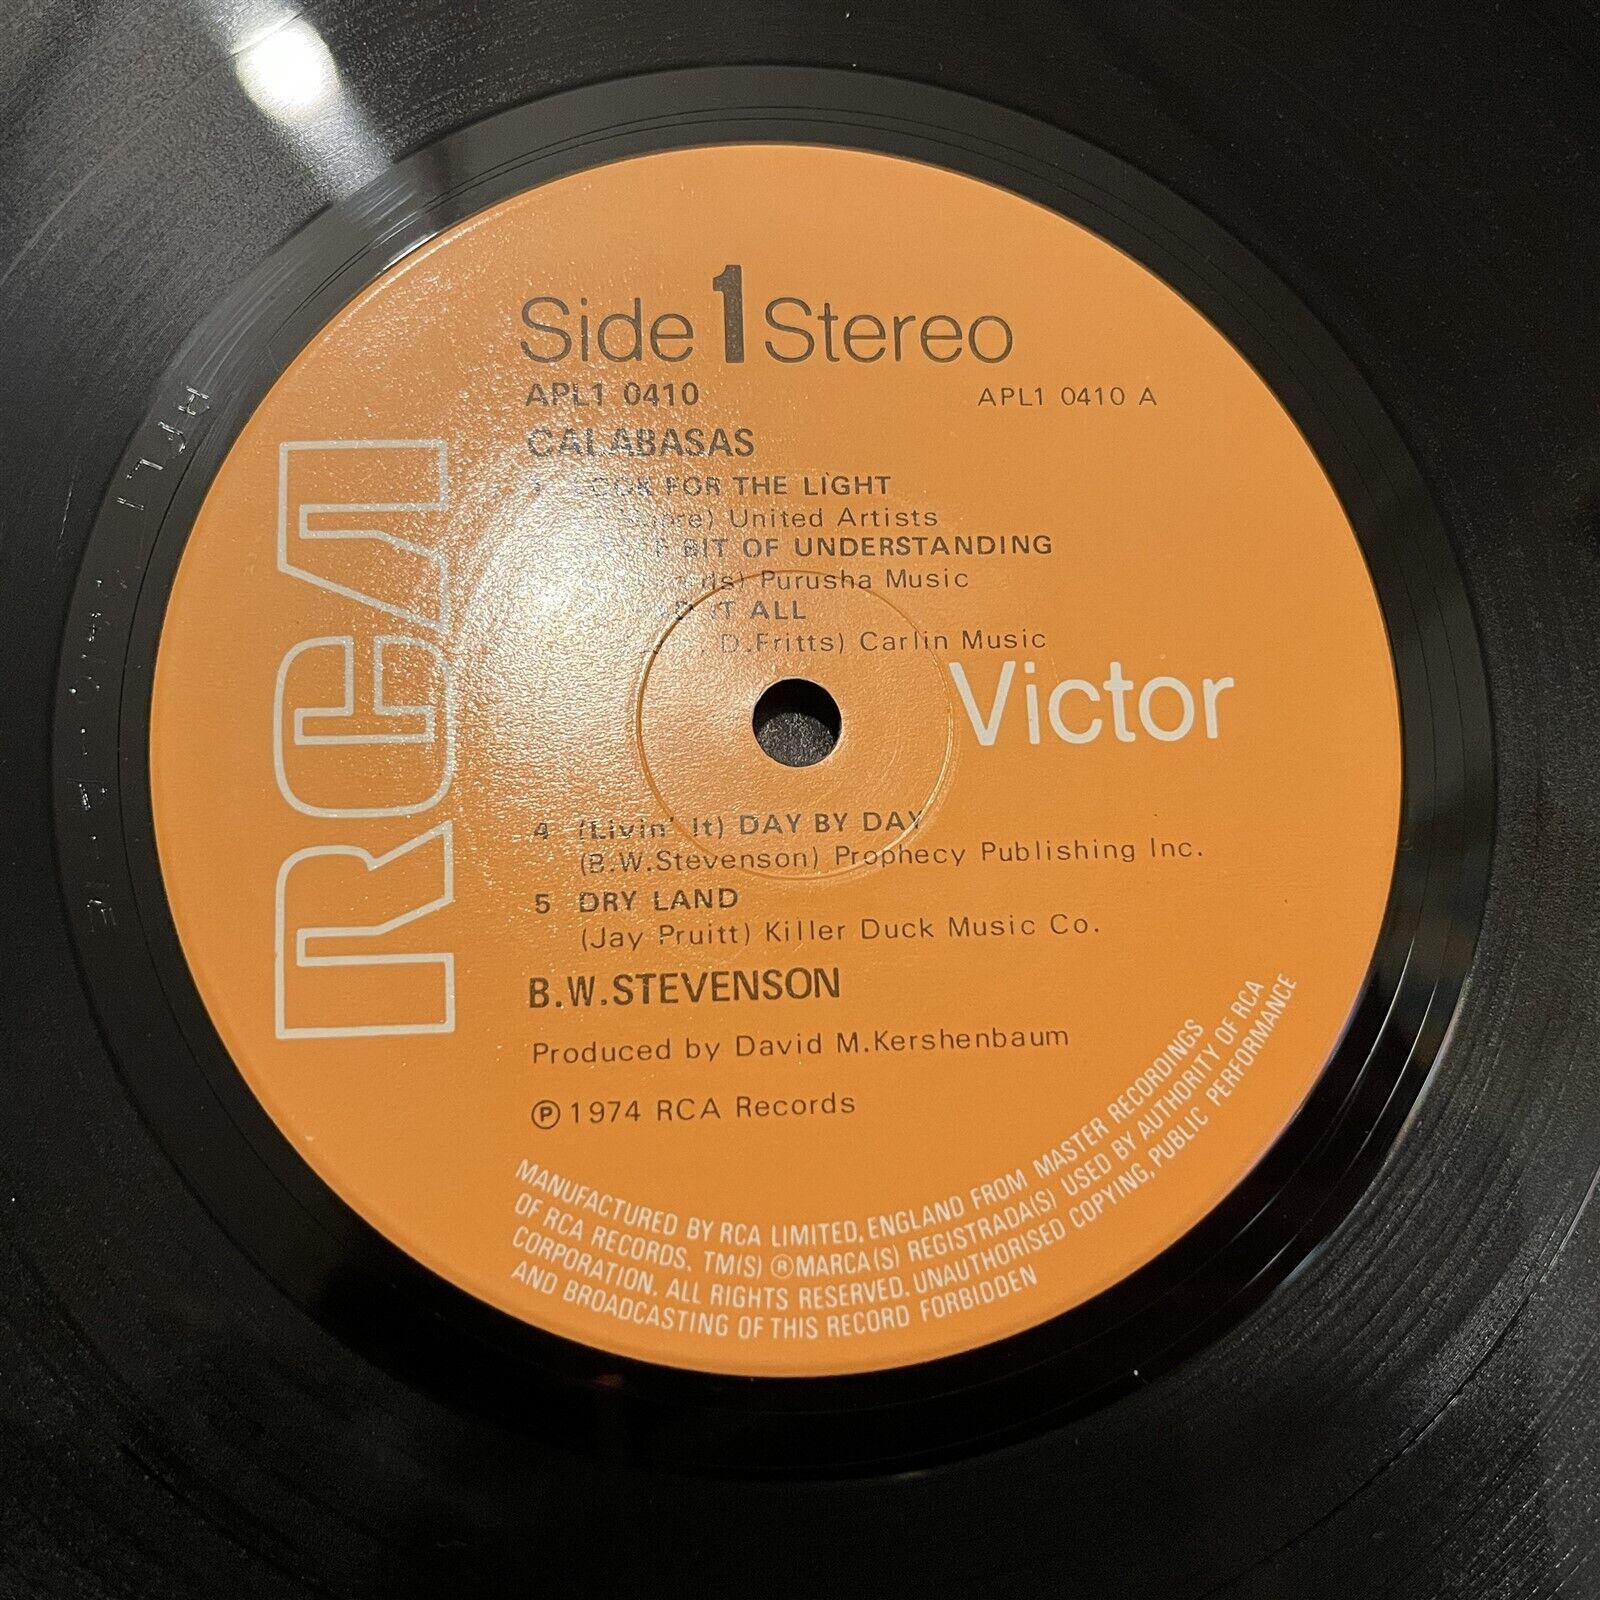 RCA
Side 1 Stereo
APL1 0410 APL1 0410 A
CALABASAS
LOOK FOR THE LIGHT
United Artists
BIT OF UNDERSTANDING
Purusha Music
IT ALL
D.Fritts) Carlin Music
Victor
4 (Livin' It) DAY BY DAY
(B.W.Stevenson) Prophecy Publishing Inc.
5 DRY LAND
(Jay Pruitt) Killer Duck Music Co.
B.W.STEVENSON
Produced by David M.Kershenbaum
Ⓟ 1974 RCA Records
MANUFACTURED BY RCA LIMITED, ENGLAND FROM MASTER RECORDINGS
OF RCA RECORDS. TM(S) ® MARCA(S) REGISTRADA(S) USED BY AUTHORITY OF RCA
CORPORATION. ALL RIGHTS RESERVED. UNAUTHORISED COPYING, PUBLIC PERFORMANCE
AND BROADCASTING OF THIS RECORD FORBIDDEN